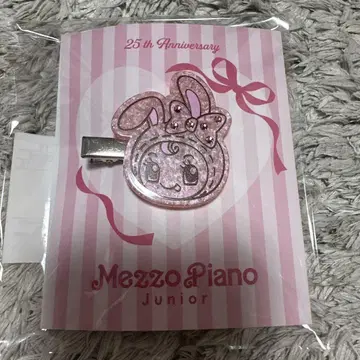 25th Anniversary
Mezzo Piano
Junior